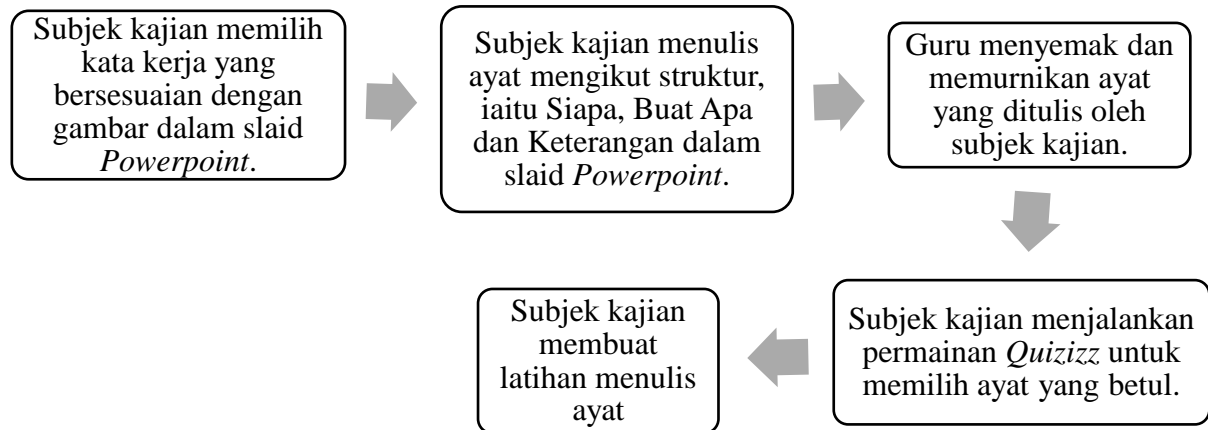 Subjek kajian memilih
kata kerja yang
bersesuaian dengan
gambar dalam slaid
Powerpoint.
Subjek kajian menulis
ayat mengikut struktur,
iaitu Siapa, Buat Apa
dan Keterangan dalam
slaid Powerpoint.
Guru menyemak dan
memurnikan ayat
yang ditulis oleh
subjek kajian.
Subjek kajian menjalankan
permainan Quizizz untuk
memilih ayat yang betul.
Subjek kajian
membuat
latihan menulis
ayat